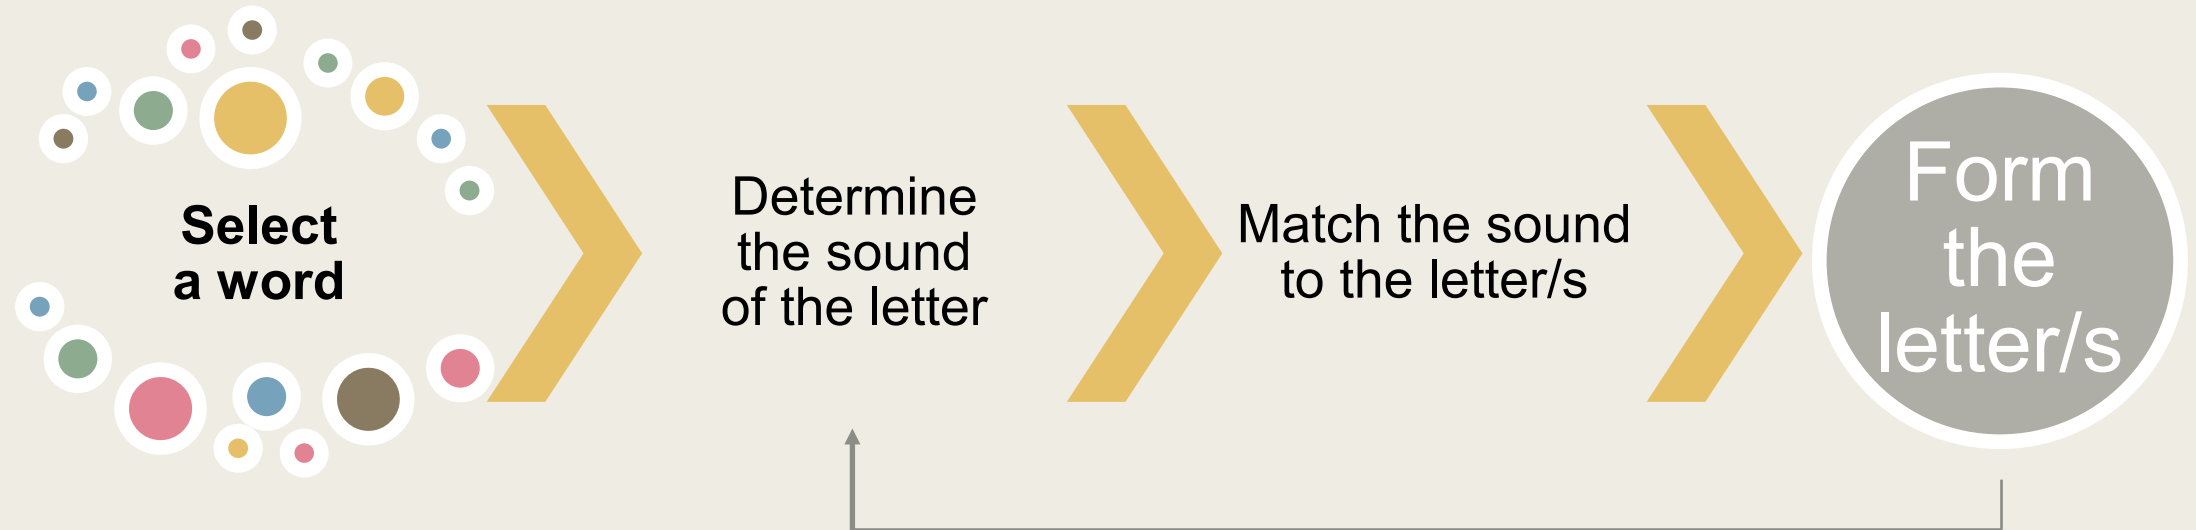 Select
a word
Determine
the sound
of the letter
Match the sound
to the letter/s
Form
the
letter/s